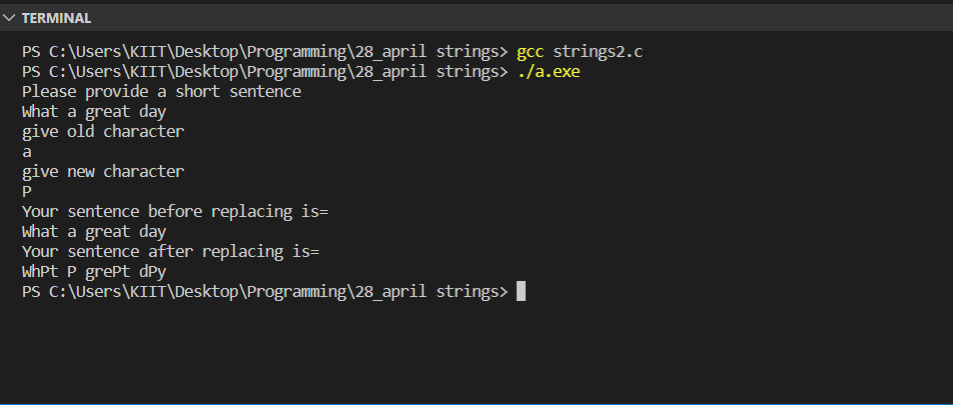 TERMINAL
PS C:\Users\KIIT\Desktop\Programming\28_april strings> gcc strings2.c
PS C:\Users\KIIT\Desktop\Programming\28_april strings> ./a.exe
Please provide a short sentence
What a great day
give old character
a
give new character
P
Your sentence before replacing is=
What a great day
Your sentence after replacing is=
WhPt P grePt dPy
PS C:\Users\KIIT\Desktop\Programming\28_april strings>